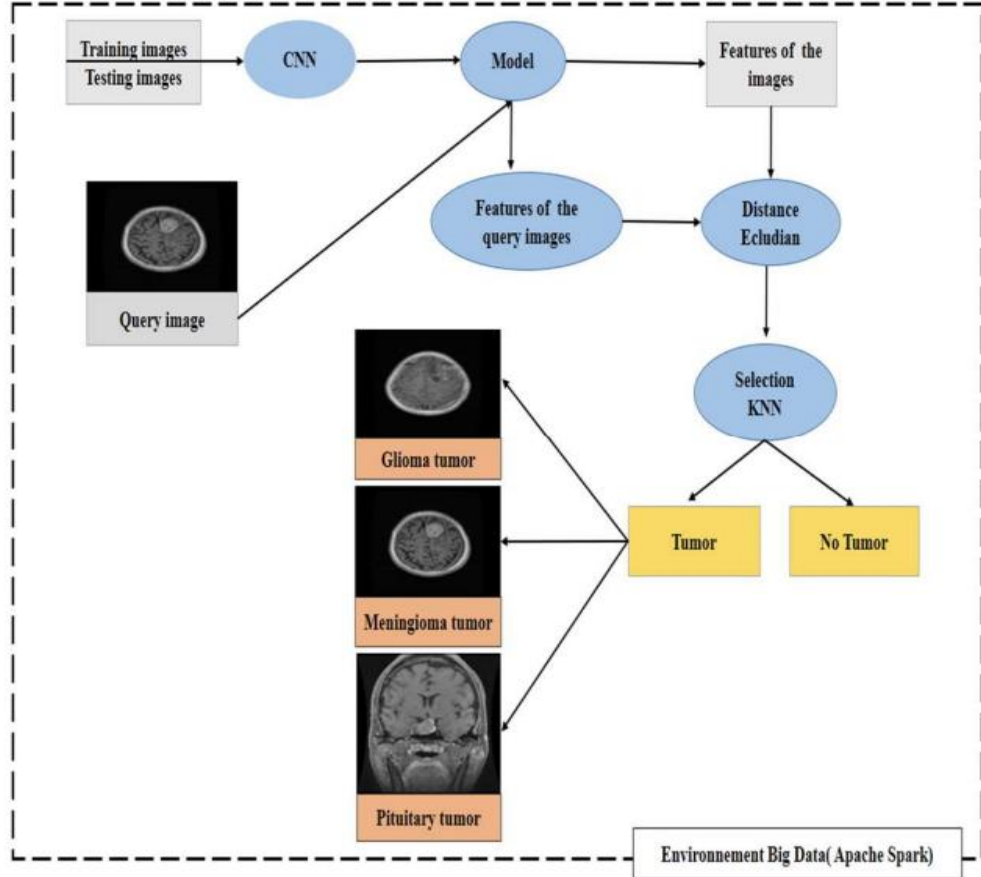 Training images
Testing images
CNN
Model
Features of the
images
Features of the
query images
Distance
Ecludian
Query image
Selection
KNN
Glioma tumor
Tumor
No Tumor
Meningioma tumor
Pituitary tumor
Environnement Big Data( Apache Spark)